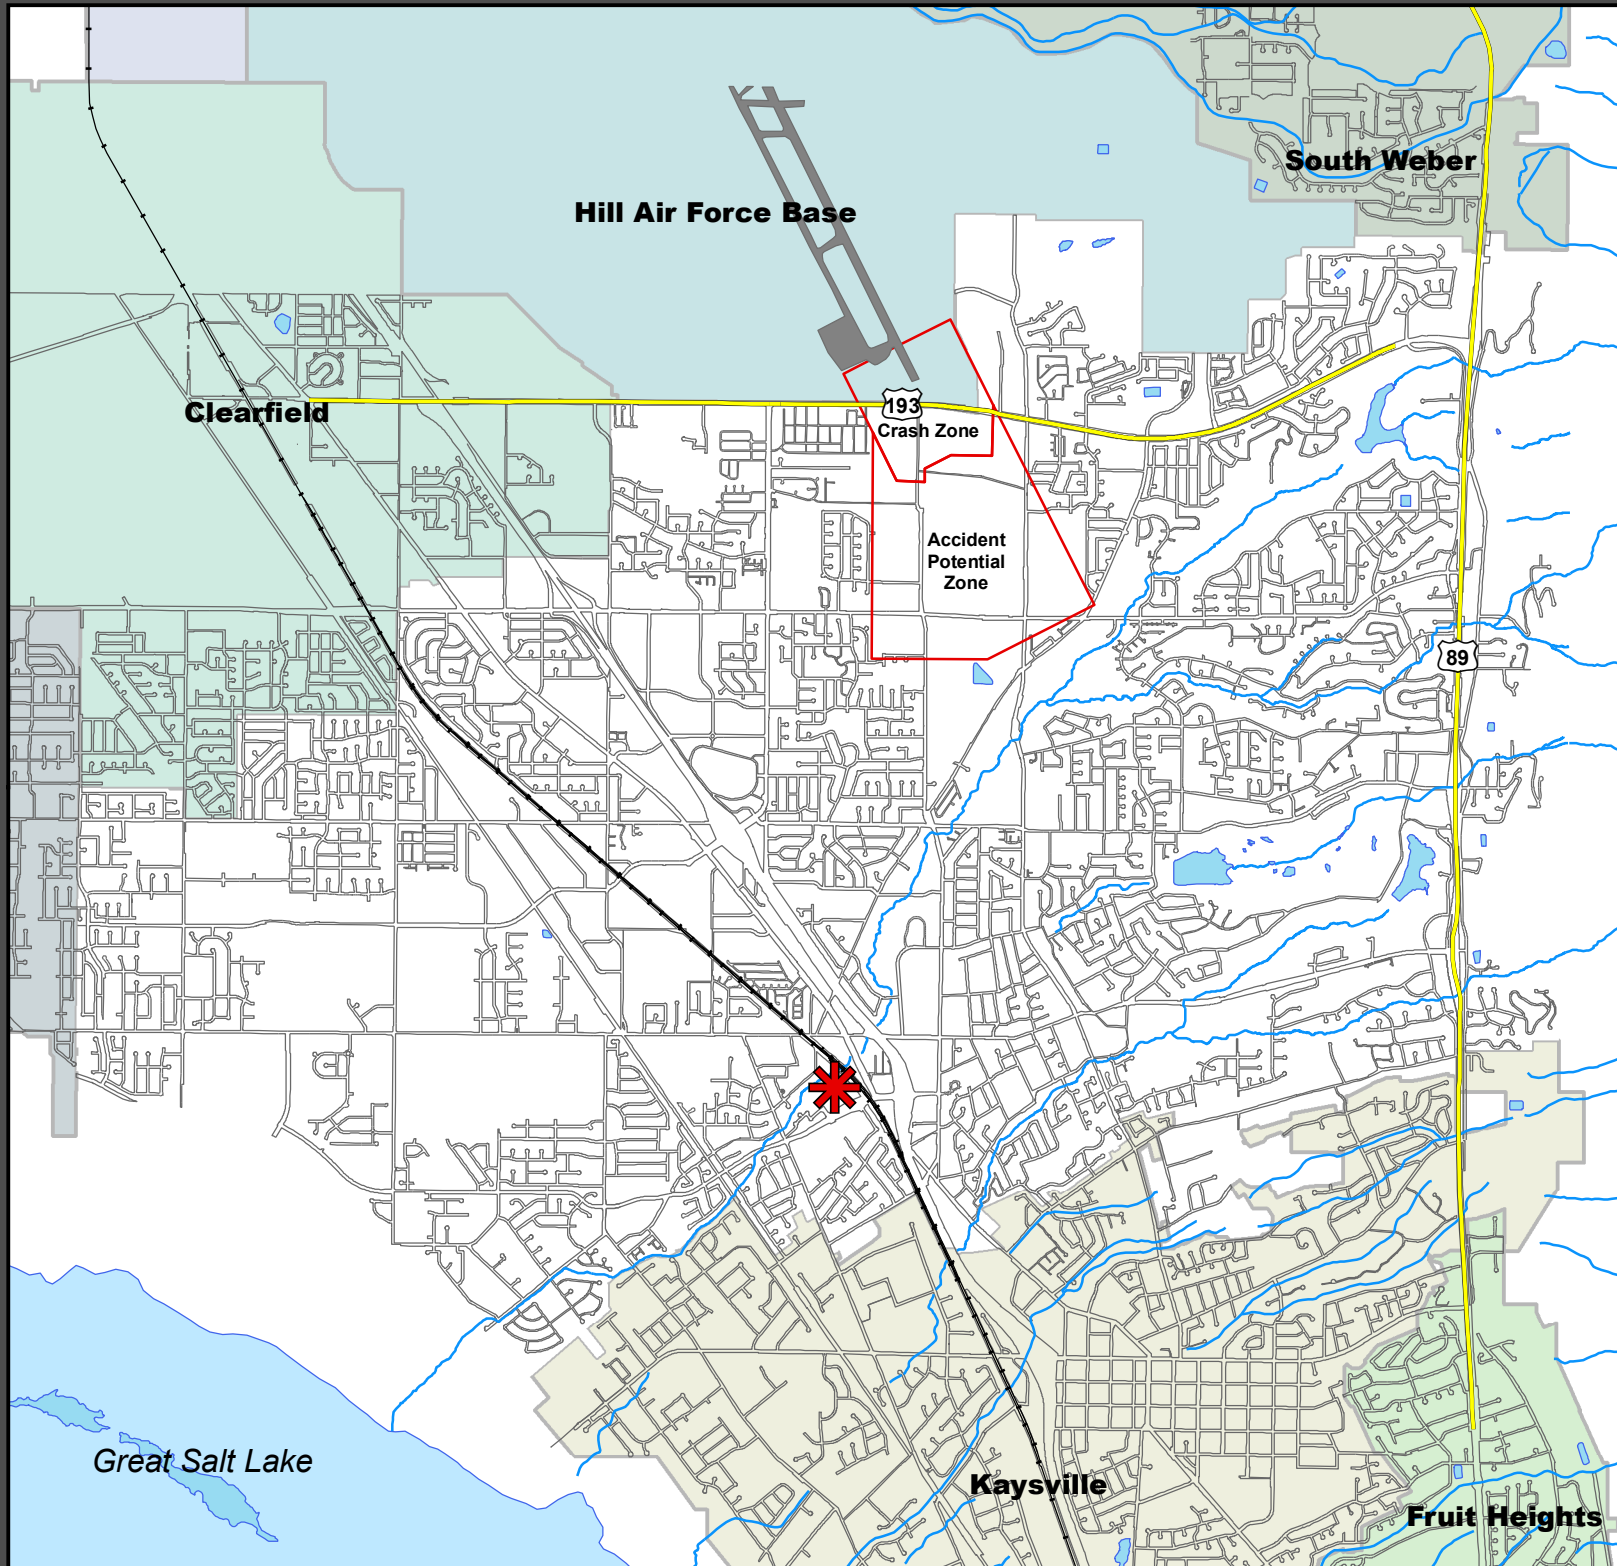 South Weber
Hill Air Force Base
193
Clearfield
Crash Zone
Accident
Potential
Zone
89
Great Salt Lake
Kaysville
Fruit Heights